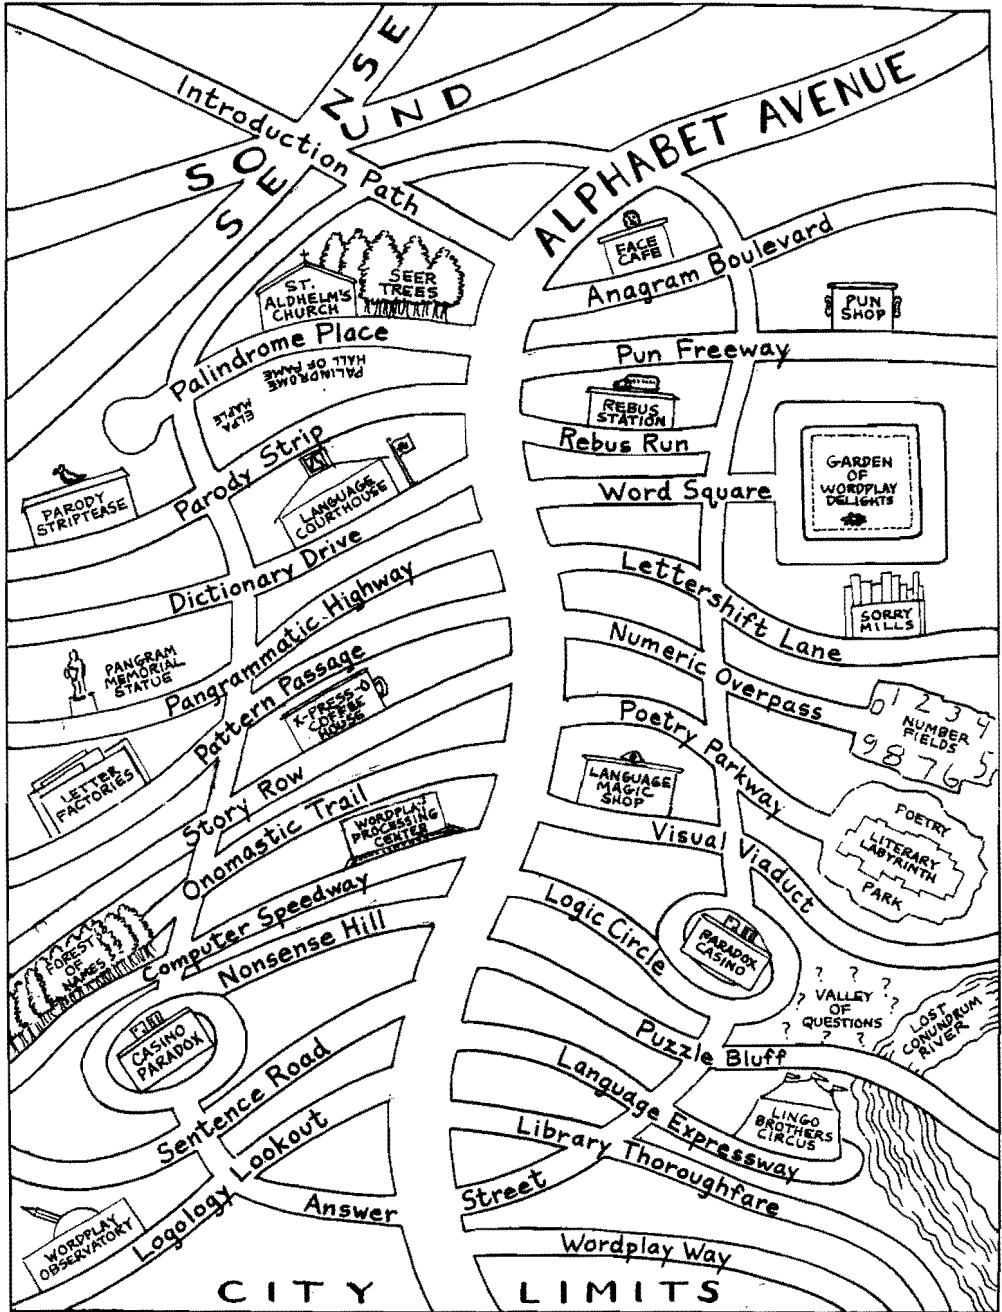 SENSE
SOUND
Introduction Path
ALPHABET AVENUE
FACE
CAFE
Anagram Boulevard
ST.
ALDHELM'S
CHURCH
SEER
TREES
PUN
SHOP
Palindrome Place
Pun Freeway
PALINDROME
HALL OF FAME
ELPA
MAPLE
REBUS
STATION
Rebus Run
PARODY
STRIPTEASE
Parody Strip
LANGUAGE
COURTHOUSE
Word Square
GARDEN
OF
WORDPLAY
DELIGHTS
Dictionary Drive
Lettershift Lane
SORRY
MILLS
PANGRAM
MEMORIAL
STATUE
Pangrammatic Highway
Numeric Overpass
0 1 2 3 4
NUMBER
FIELDS
9 8 7 6 5
Pattern Passage
X-PRESS-O
COFFEE
HOUSE
LETTER
FACTORIES
Poetry Parkway
LANGUAGE
MAGIC
SHOP
Story Row
POETRY
LITERARY
LABYRINTH
PARK
Onomastic Trail
WORDPLAY
PROCESSING
CENTER
Visual Viaduct
Computer Speedway
Logic Circle
PARADOX
CASINO
FOREST
OF
NAMES
Nonsense Hill
? ? ? ? ? ? ?
VALLEY
OF
QUESTIONS
LOST
CONUNDRUM
RIVER
CASINO
PARADOX
Puzzle Bluff
Sentence Road
Language Expressway
LINGO
BROTHERS
CIRCUS
Logology Lookout
Library Thoroughfare
Answer Street
WORDPLAY
OBSERVATORY
Wordplay Way
CITY LIMITS